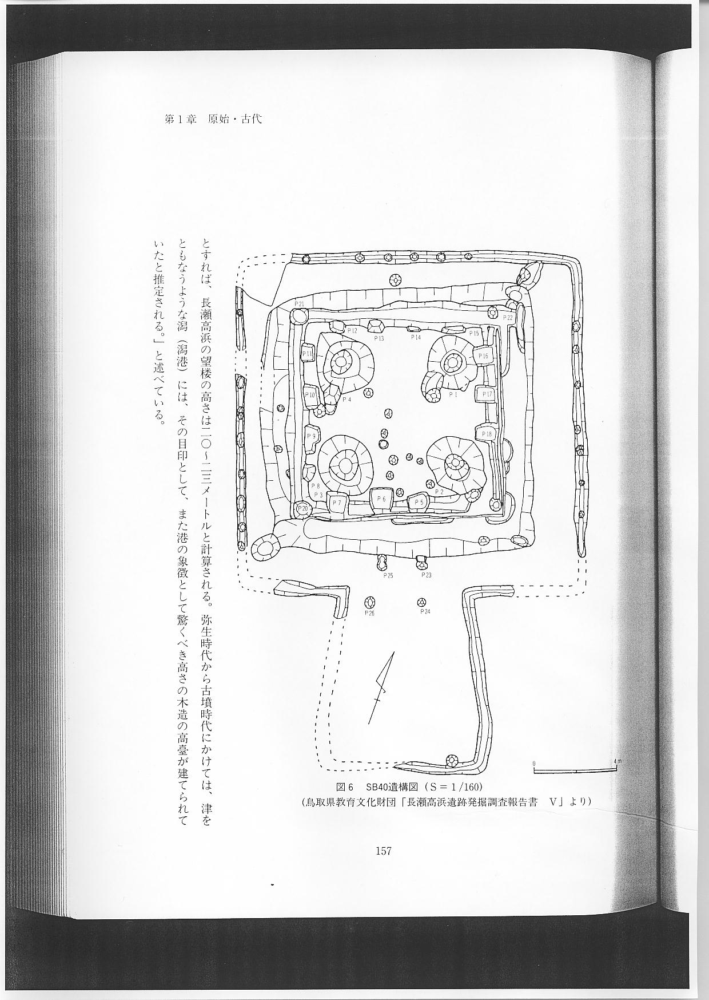 第1章　原始・古代
とすれば、長瀬高浜の望楼の高さは二〇～二三メートルと計算される。弥生時代から古墳時代にかけては、津を
ともなうような潟（潟港）には、その目印として、また港の象徴として驚くべき高さの木造の高臺が建てられて
いたと推定される。」と述べている。
P21
P22
P12
P13
P14
P15
P11
P16
P10
P4
P1
P17
P9
P18
P8
P3
P2
P20
P7
P6
P5
P25
P23
P26
P24
0
4m
図6　SB40遺構図（S＝1/160）
（鳥取県教育文化財団「長瀬高浜遺跡発掘調査報告書　V」より）
157